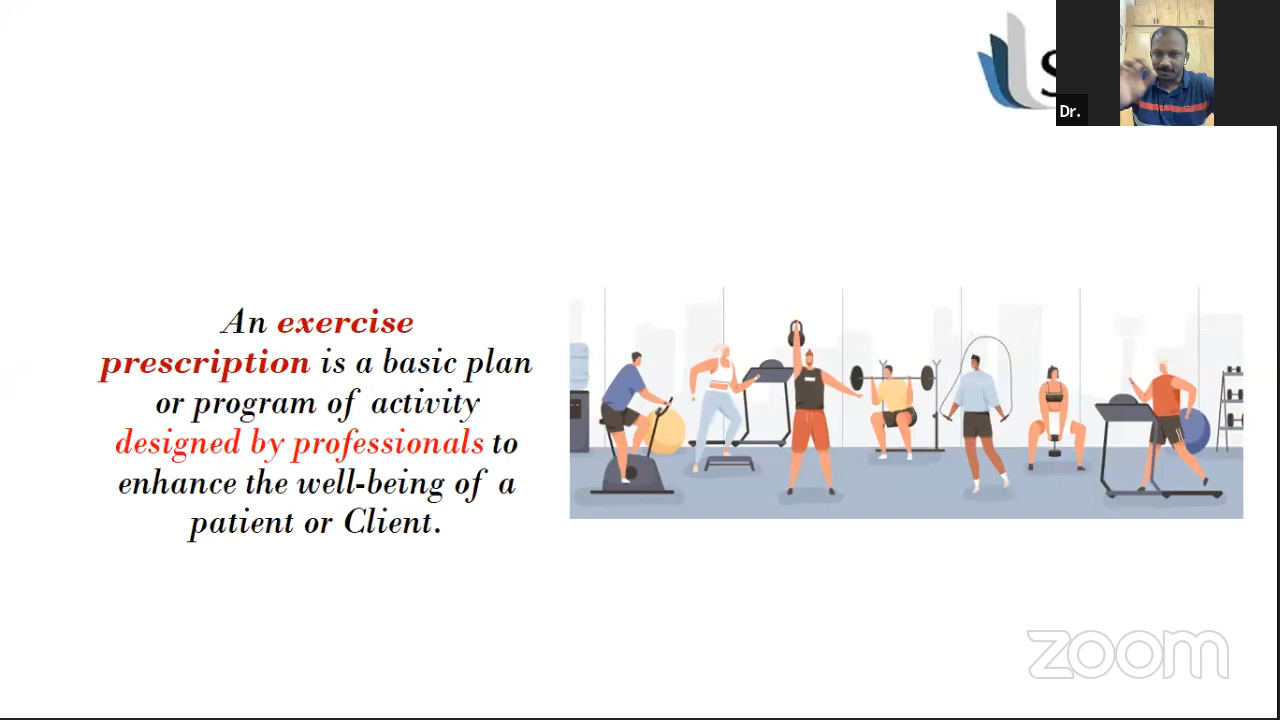 S
Dr.
An exercise
prescription is a basic plan
or program of activity
designed by professionals to
enhance the well-being of a
patient or Client.
zoom